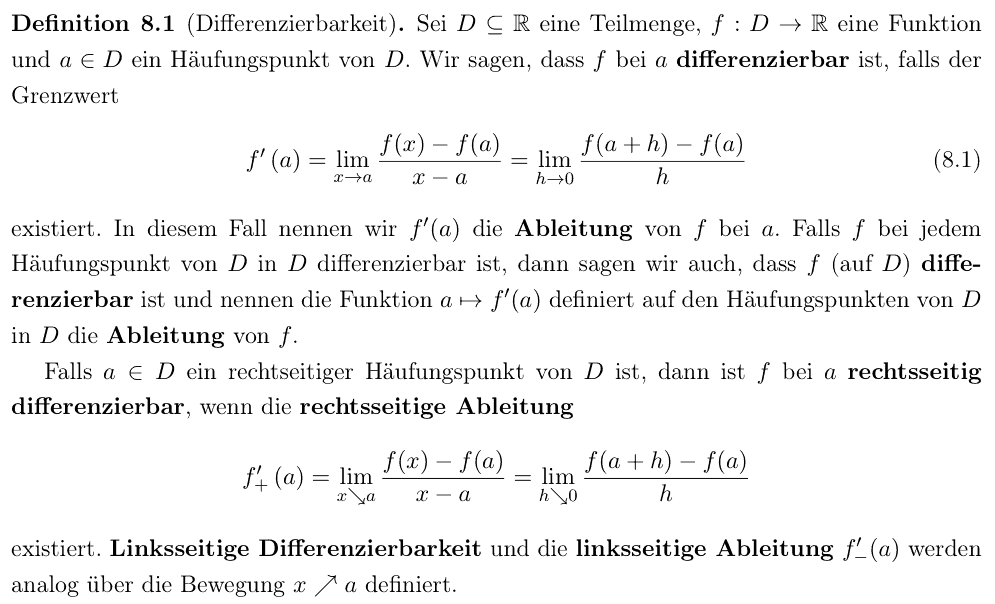 Definition 8.1 (Differenzierbarkeit). Sei D ⊆ ℝ eine Teilmenge, f : D → ℝ eine Funktion
und a ∈ D ein Häufungspunkt von D. Wir sagen, dass f bei a differenzierbar ist, falls der
Grenzwert
f′ (a) = lim_{x→a} \frac{f(x) − f(a)}{x − a} = lim_{h→0} \frac{f(a + h) − f(a)}{h} (8.1)
existiert. In diesem Fall nennen wir f′(a) die Ableitung von f bei a. Falls f bei jedem
Häufungspunkt von D in D differenzierbar ist, dann sagen wir auch, dass f (auf D) diffe-
renzierbar ist und nennen die Funktion a ↦ f′(a) definiert auf den Häufungspunkten von D
in D die Ableitung von f.
Falls a ∈ D ein rechtseitiger Häufungspunkt von D ist, dann ist f bei a rechtsseitig
differenzierbar, wenn die rechtsseitige Ableitung
f′₊ (a) = lim_{x↘a} \frac{f(x) − f(a)}{x − a} = lim_{h↘0} \frac{f(a + h) − f(a)}{h}
existiert. Linksseitige Differenzierbarkeit und die linksseitige Ableitung f′₋(a) werden
analog über die Bewegung x ↗ a definiert.